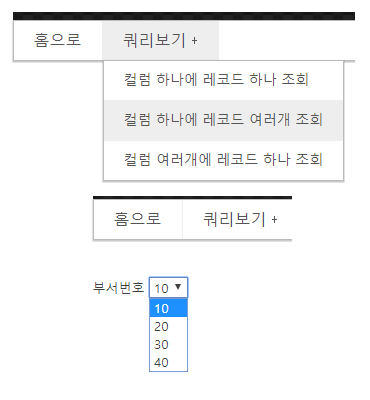 홈으로 쿼리보기 +
컬럼 하나에 레코드 하나 조회
컬럼 하나에 레코드 여러개 조회
컬럼 여러개에 레코드 하나 조회
홈으로 쿼리보기 +
부서번호 10
10
20
30
40